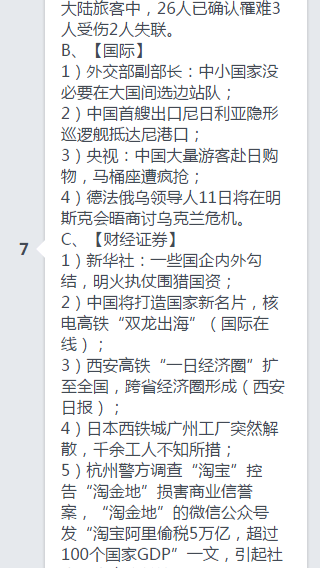 大陆旅客中，26人已确认罹难3
人受伤2人失联。
B、【国际】
1）外交部副部长：中小国家没
必要在大国间选边站队；
2）中国首艘出口尼日利亚隐形
巡逻舰抵达尼港口；
3）央视：中国大量游客赴日购
物，马桶座遭疯抢；
4）德法俄乌领导人11日将在明
斯克会晤商讨乌克兰危机。
C、【财经证券】
7
1）新华社：一些国企内外勾
结，明火执仗围猎国资；
2）中国将打造国家新名片，核
电高铁“双龙出海”（国际在
线）；
3）西安高铁“一日经济圈”扩
至全国，跨省经济圈形成（西安
日报）；
4）日本西铁城广州工厂突然解
散，千余工人不知所措；
5）杭州警方调查“淘宝”控
告“淘金地”损害商业信誉
案，“淘金地”的微信公众号
发“淘宝阿里偷税5万亿，超过
100个国家GDP”一文，引起社